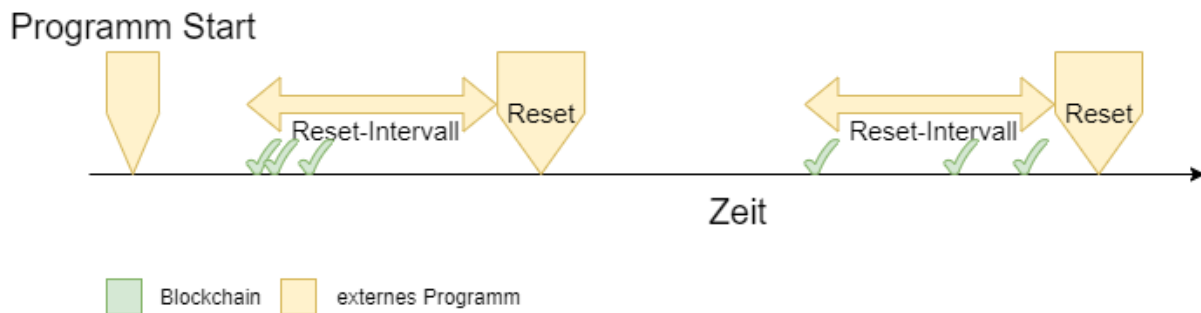 Programm Start
Reset
Reset
Reset-Intervall
Reset-Intervall
Zeit
Blockchain
externes Programm